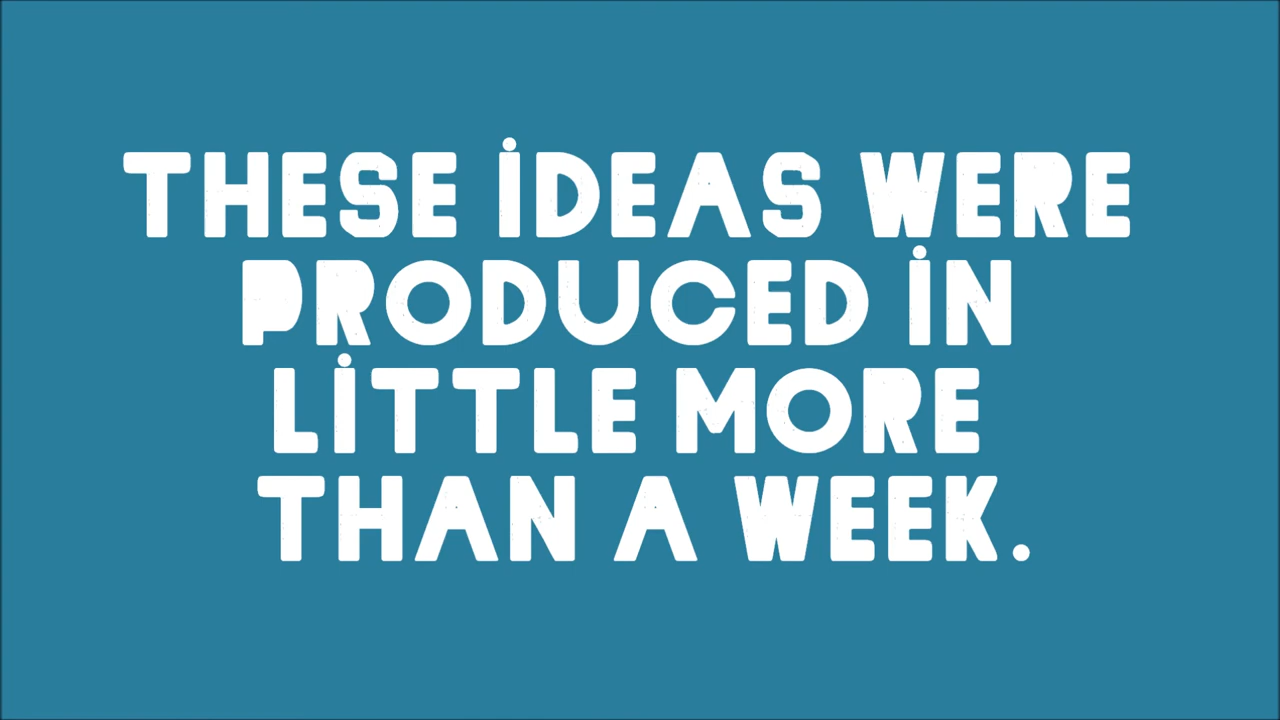 THESE IDEAS WERE
PRODUCED IN
LITTLE MORE
THAN A WEEK.